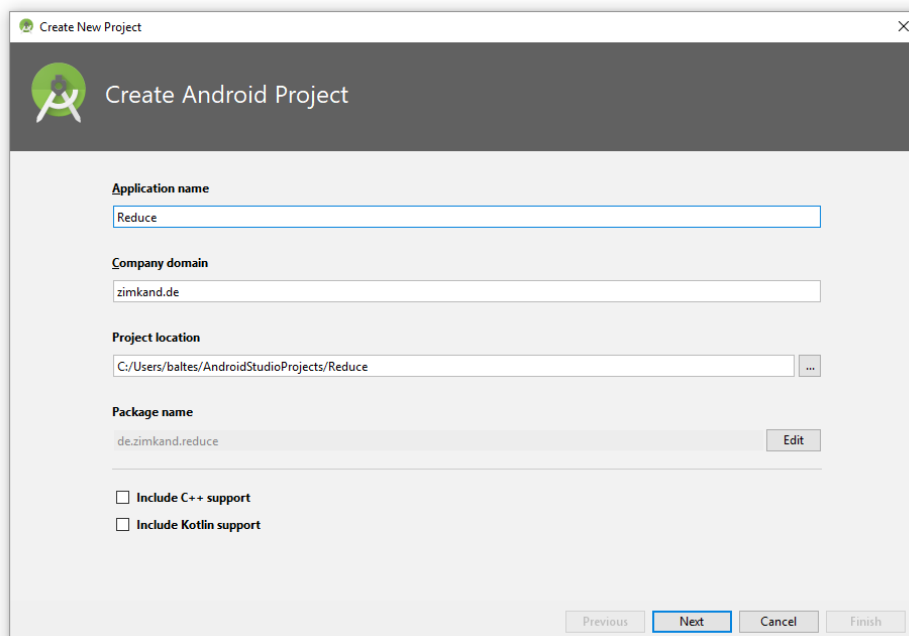 Create New Project
Create Android Project
Application name
Reduce
Company domain
zimkand.de
Project location
C:/Users/baltes/AndroidStudioProjects/Reduce
...
Package name
de.zimkand.reduce
Edit
Include C++ support
Include Kotlin support
Previous Next Cancel Finish